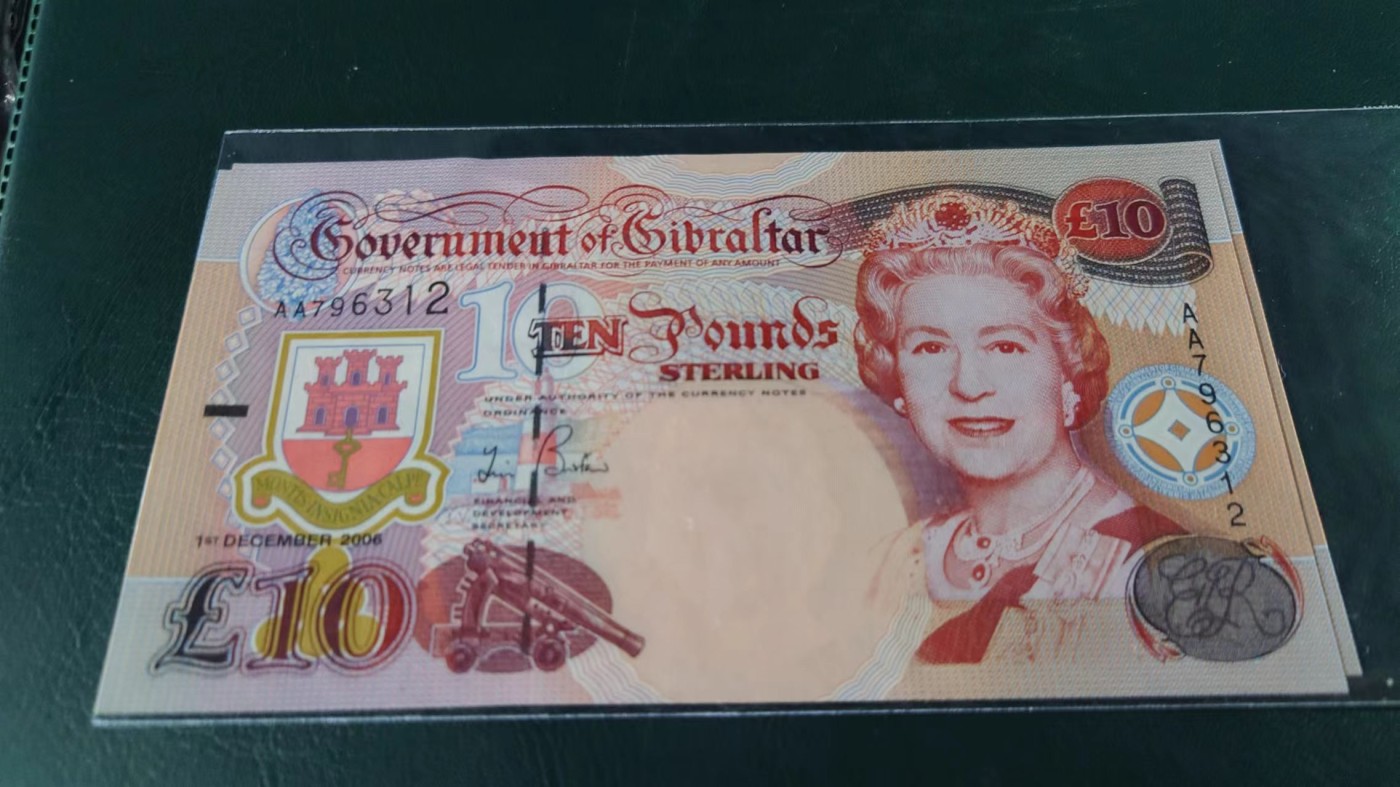 Government of Gibraltar
CURRENCY NOTES ARE LEGAL TENDER IN GIBRALTAR FOR THE PAYMENT OF ANY AMOUNT
£10
AA796312
10
TEN Pounds
STERLING
UNDER AUTHORITY OF THE CURRENCY NOTES
ORDINANCE
AA796312
FINANCIAL AND
DEVELOPMENT
SECRETARY
MONTIS INSIGNIA CALPE
1ST DECEMBER 2006
£10